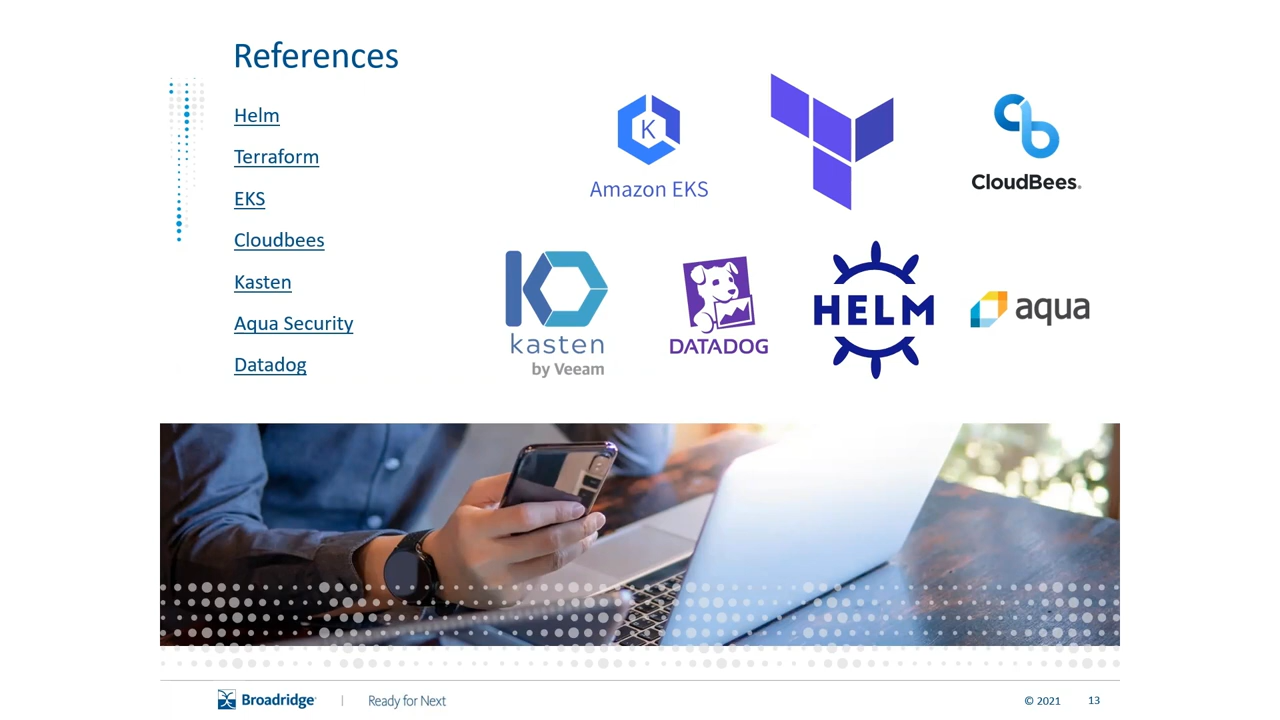 References
Helm
Terraform
EKS
Cloudbees
Kasten
Aqua Security
Datadog
K
Amazon EKS
CloudBees.
kasten
by Veeam
DATADOG
HELM
aqua
Broadridge
|
Ready for Next
© 2021
13